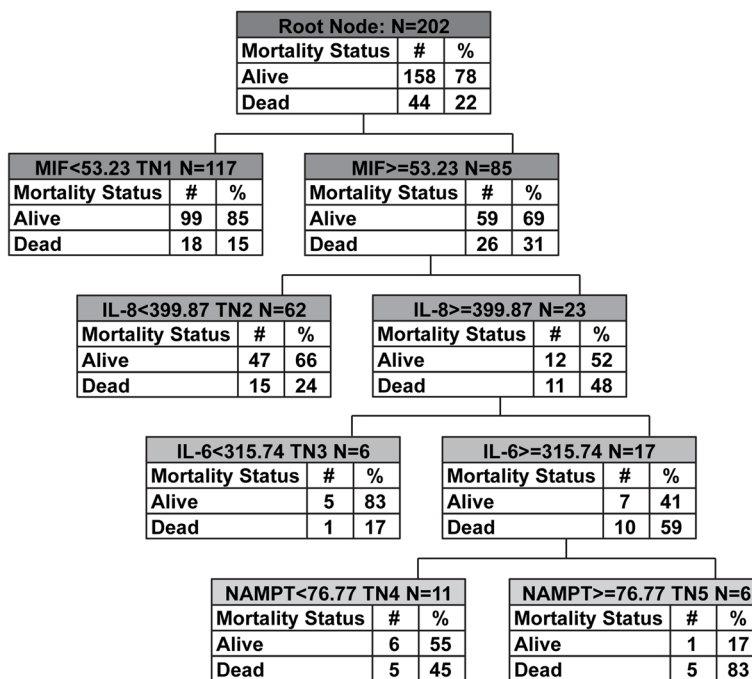 Root Node: N=202
Mortality Status # %
Alive 158 78
Dead 44 22
MIF<53.23 TN1 N=117
Mortality Status # %
Alive 99 85
Dead 18 15
MIF>=53.23 N=85
Mortality Status # %
Alive 59 69
Dead 26 31
IL-8<399.87 TN2 N=62
Mortality Status # %
Alive 47 66
Dead 15 24
IL-8>=399.87 N=23
Mortality Status # %
Alive 12 52
Dead 11 48
IL-6<315.74 TN3 N=6
Mortality Status # %
Alive 5 83
Dead 1 17
IL-6>=315.74 N=17
Mortality Status # %
Alive 7 41
Dead 10 59
NAMPT<76.77 TN4 N=11
Mortality Status # %
Alive 6 55
Dead 5 45
NAMPT>=76.77 TN5 N=6
Mortality Status # %
Alive 1 17
Dead 5 83